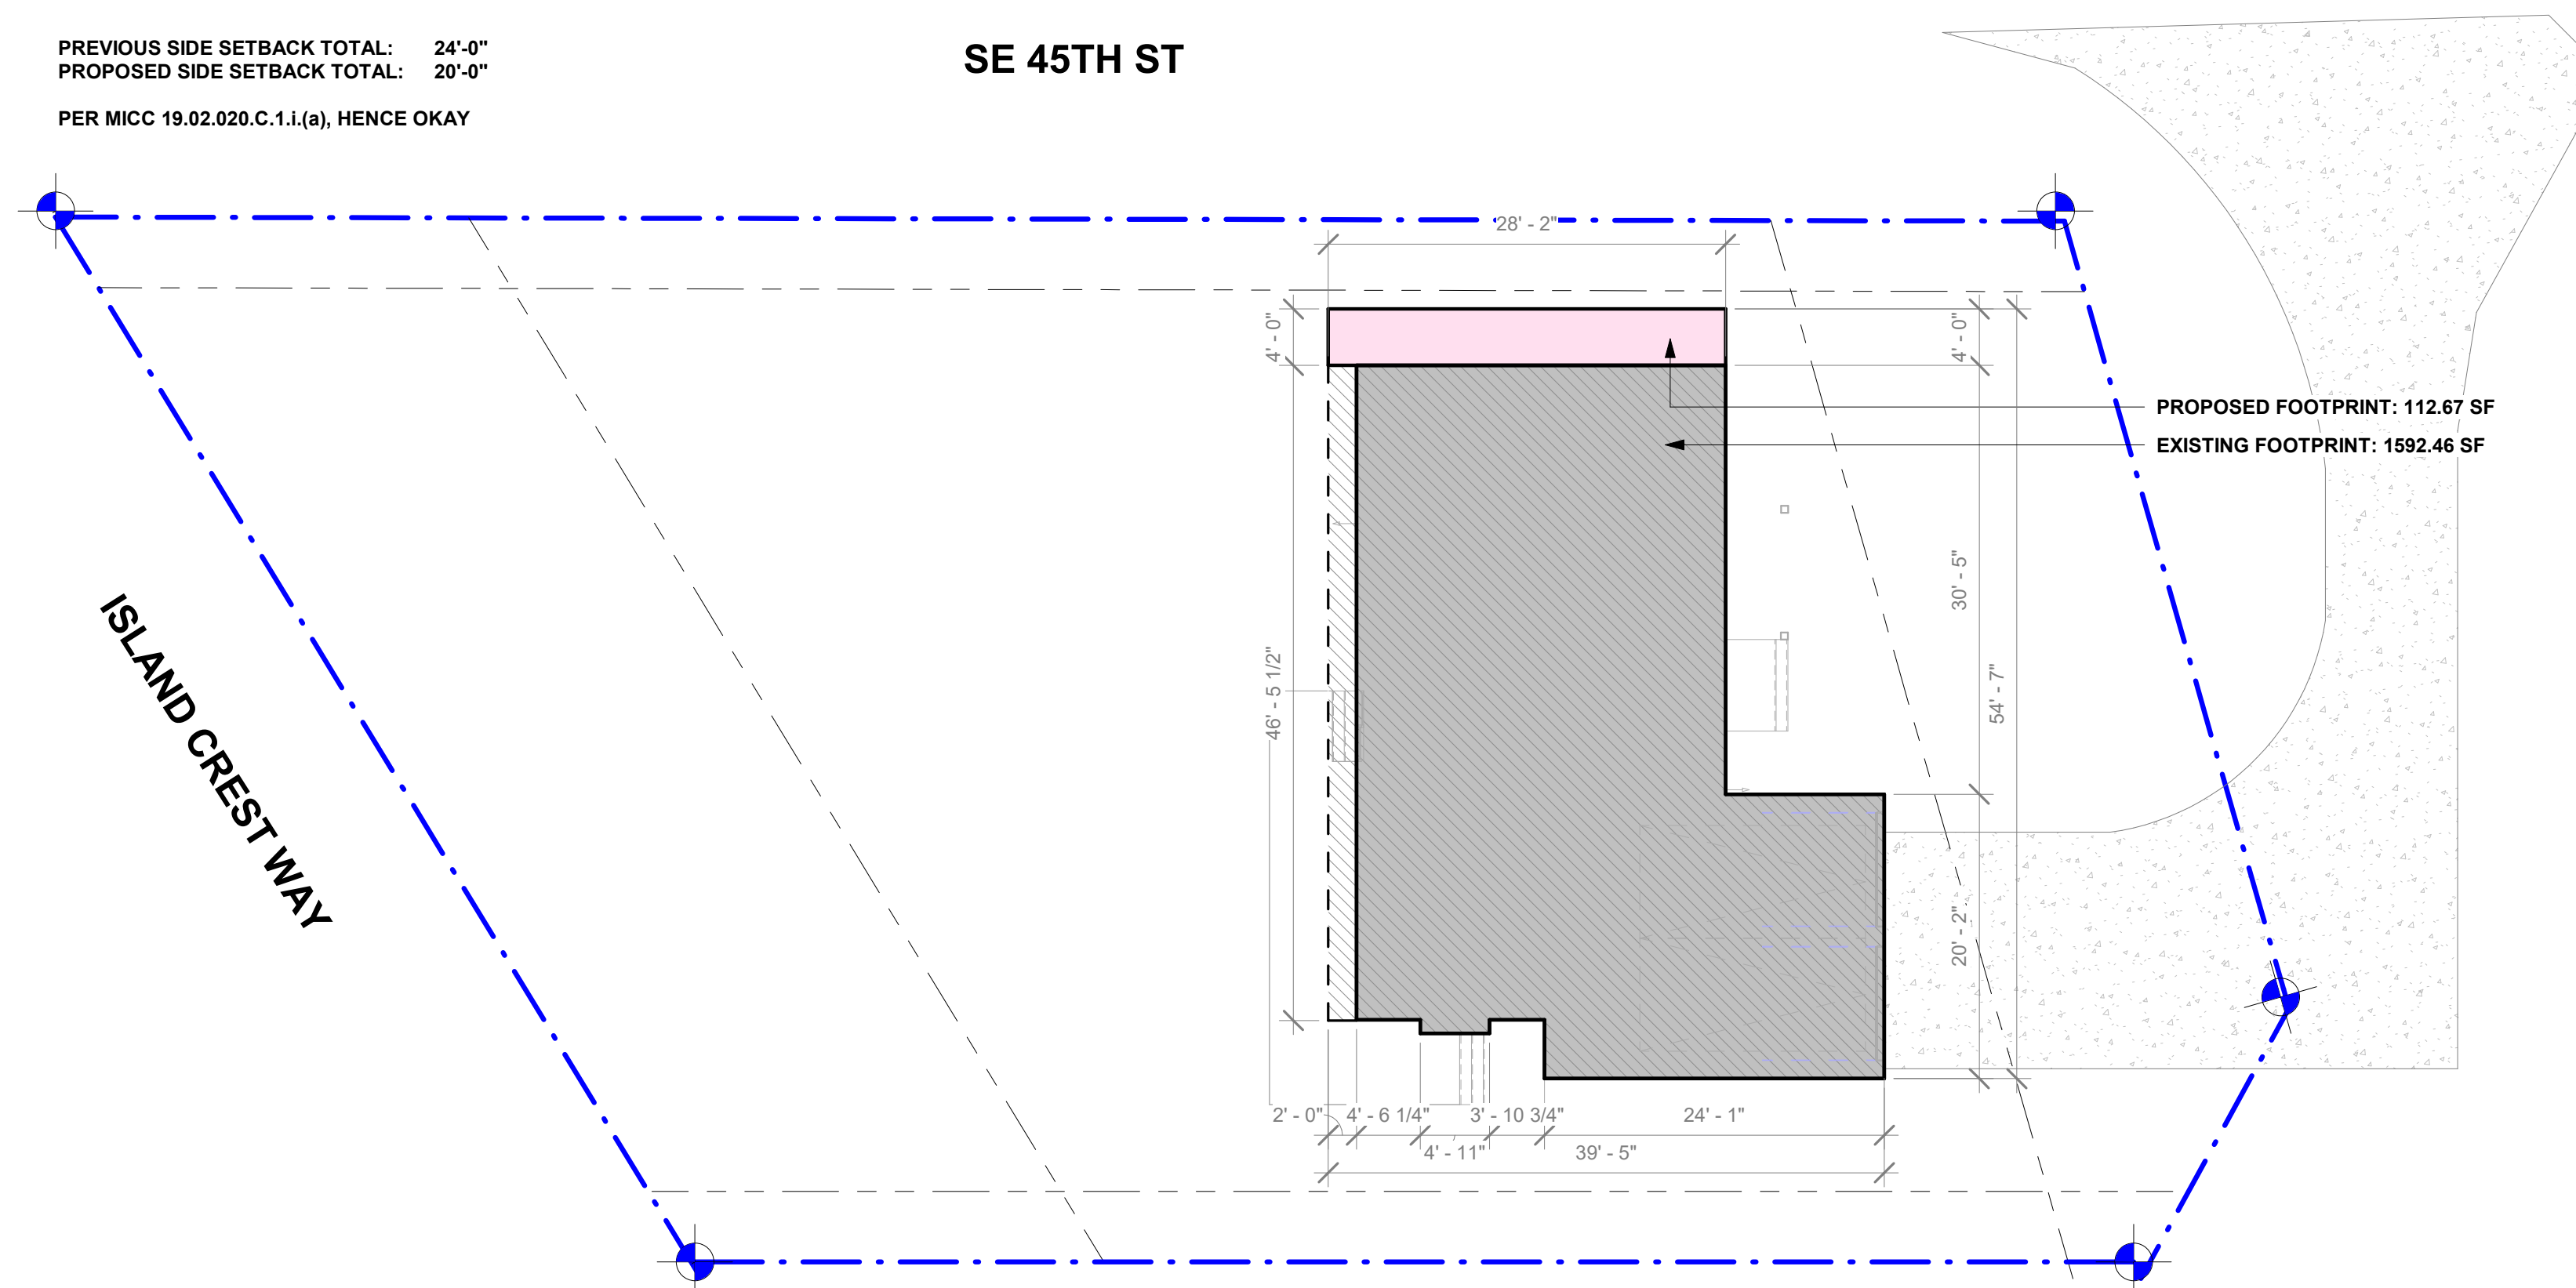 PREVIOUS SIDE SETBACK TOTAL: 24'-0"
PROPOSED SIDE SETBACK TOTAL: 20'-0"
PER MICC 19.02.020.C.1.i.(a), HENCE OKAY
SE 45TH ST
28' - 2"
4' - 0"
4' - 0"
PROPOSED FOOTPRINT: 112.67 SF
EXISTING FOOTPRINT: 1592.46 SF
30' - 5"
54' - 7"
46' - 5 1/2"
ISLAND CREST WAY
20' - 2"
2' - 0"
4' - 6 1/4"
3' - 10 3/4"
24' - 1"
4' - 11"
39' - 5"